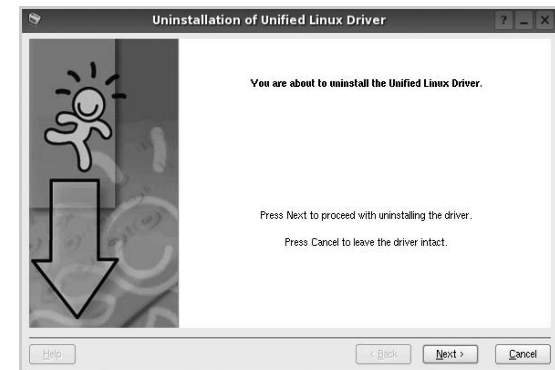 Uninstallation of Unified Linux Driver
You are about to uninstall the Unified Linux Driver.
Press Next to proceed with uninstalling the driver.
Press Cancel to leave the driver intact.
Help
< Back
Next >
Cancel